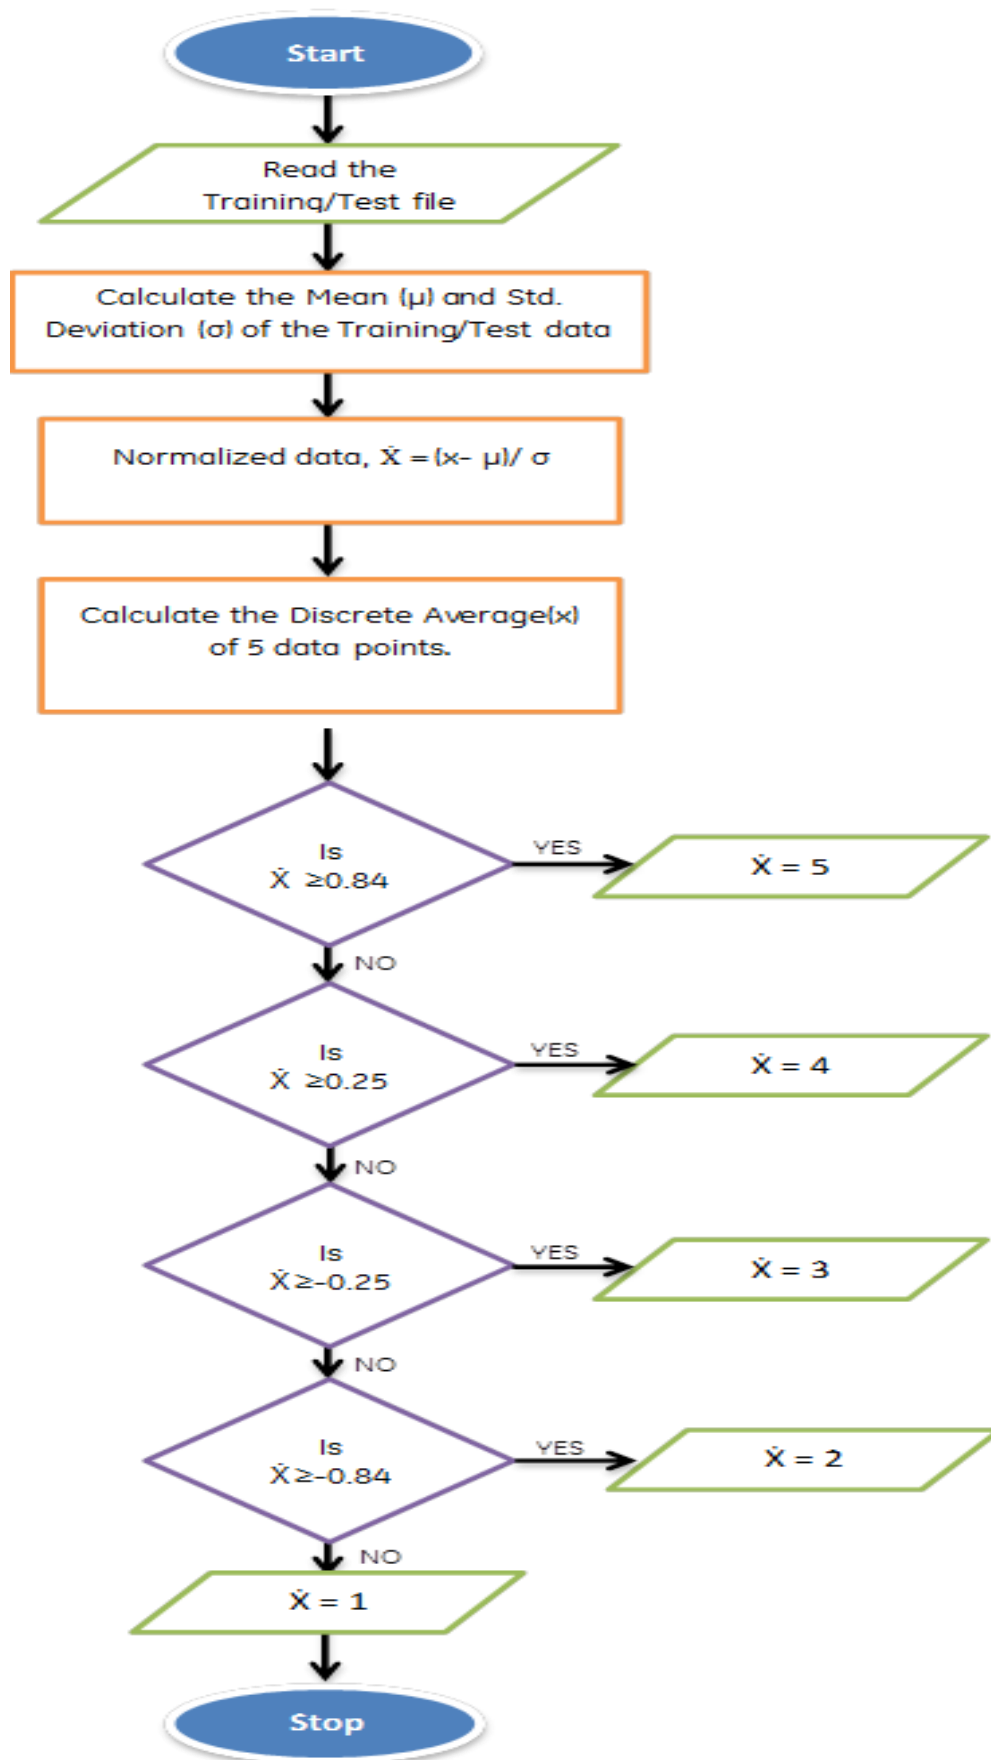 Start
Read the
Training/Test file
Calculate the Mean (μ) and Std.
Deviation (σ) of the Training/Test data
Normalized data, Ẋ =(x- μ)/ σ
Calculate the Discrete Average(x)
of 5 data points.
Is
Ẋ ≥0.84
YES
Ẋ = 5
NO
Is
Ẋ ≥0.25
YES
Ẋ = 4
NO
Is
Ẋ≥-0.25
YES
Ẋ = 3
NO
Is
Ẋ≥-0.84
YES
Ẋ = 2
NO
Ẋ = 1
Stop